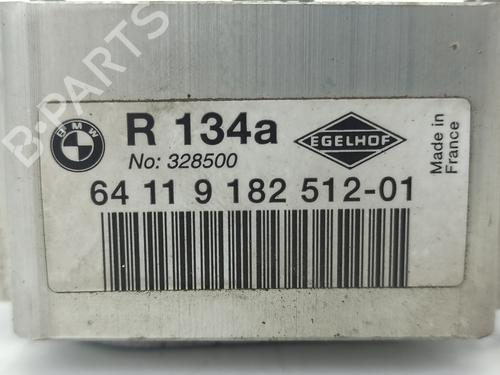 BMW
R 134a
EGELHOF
Made in
France
No: 328500
64 11 9 182 512-01
B-PARTS